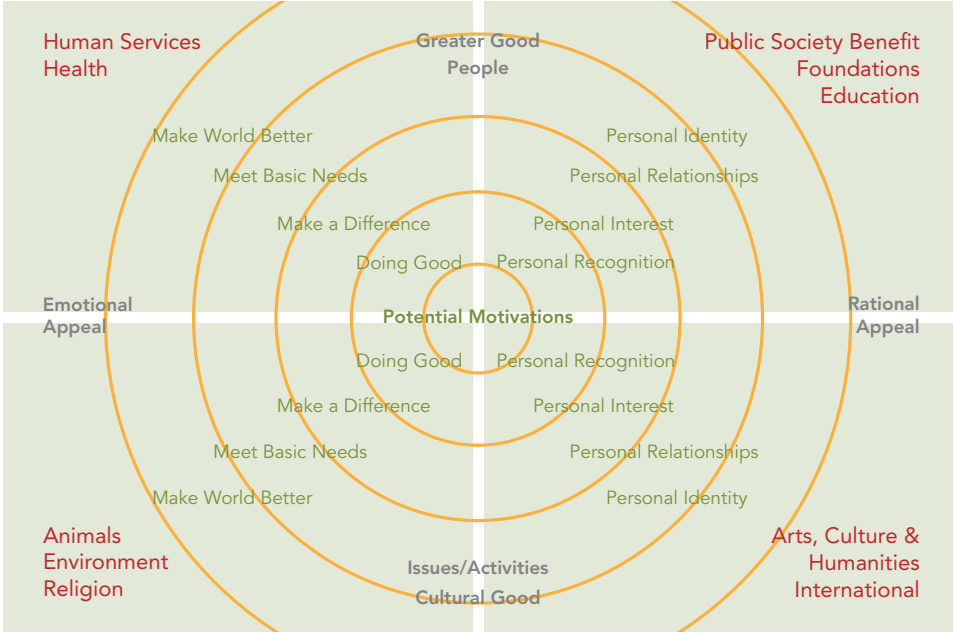 Human Services
Health
Greater Good
People
Public Society Benefit
Foundations
Education
Make World Better
Personal Identity
Meet Basic Needs
Personal Relationships
Make a Difference
Personal Interest
Doing Good
Personal Recognition
Emotional
Appeal
Potential Motivations
Rational
Appeal
Doing Good
Personal Recognition
Make a Difference
Personal Interest
Meet Basic Needs
Personal Relationships
Make World Better
Personal Identity
Animals
Environment
Religion
Issues/Activities
Cultural Good
Arts, Culture &
Humanities
International